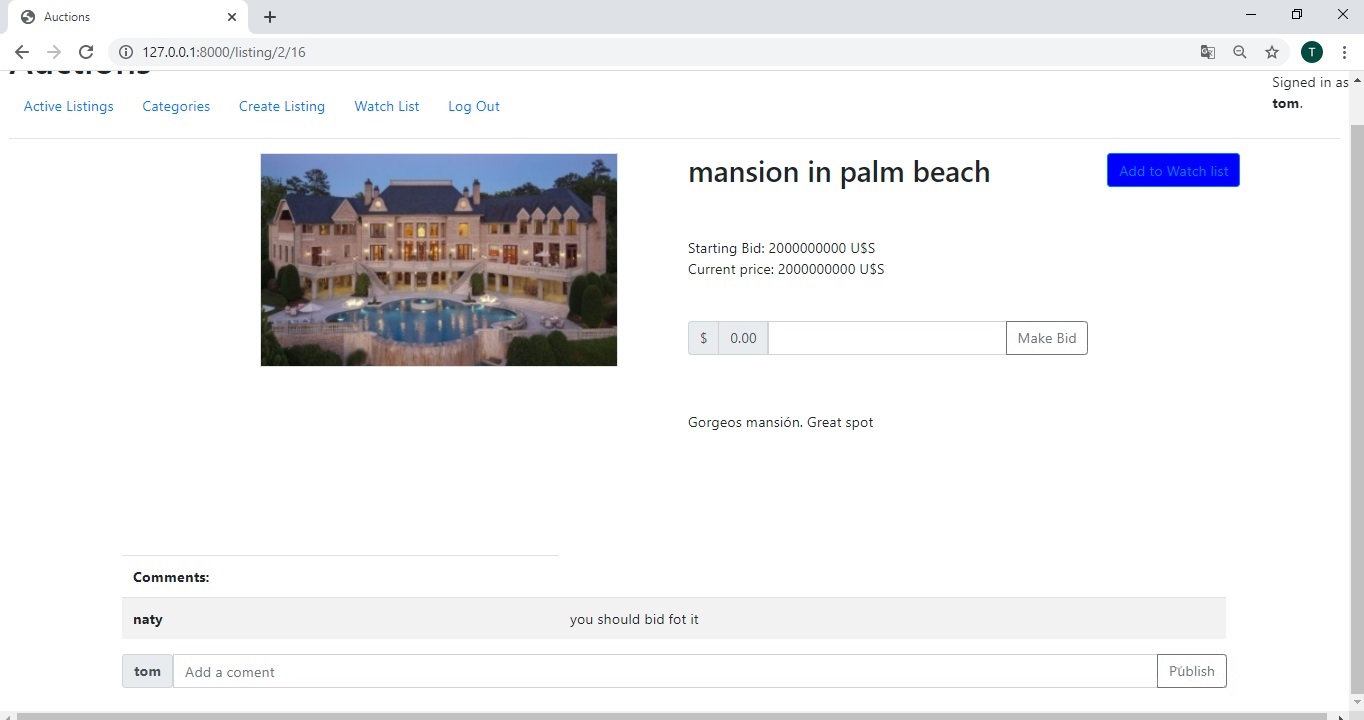 Auctions
127.0.0.1:8000/listing/2/16
T
Auctions
Signed in as
tom.
Active Listings Categories Create Listing Watch List Log Out
mansion in palm beach
Add to Watch list
Starting Bid: 2000000000 U$S
Current price: 2000000000 U$S
$ 0.00 Make Bid
Gorgeos mansión. Great spot
Comments:
naty you should bid fot it
tom Add a coment Publish